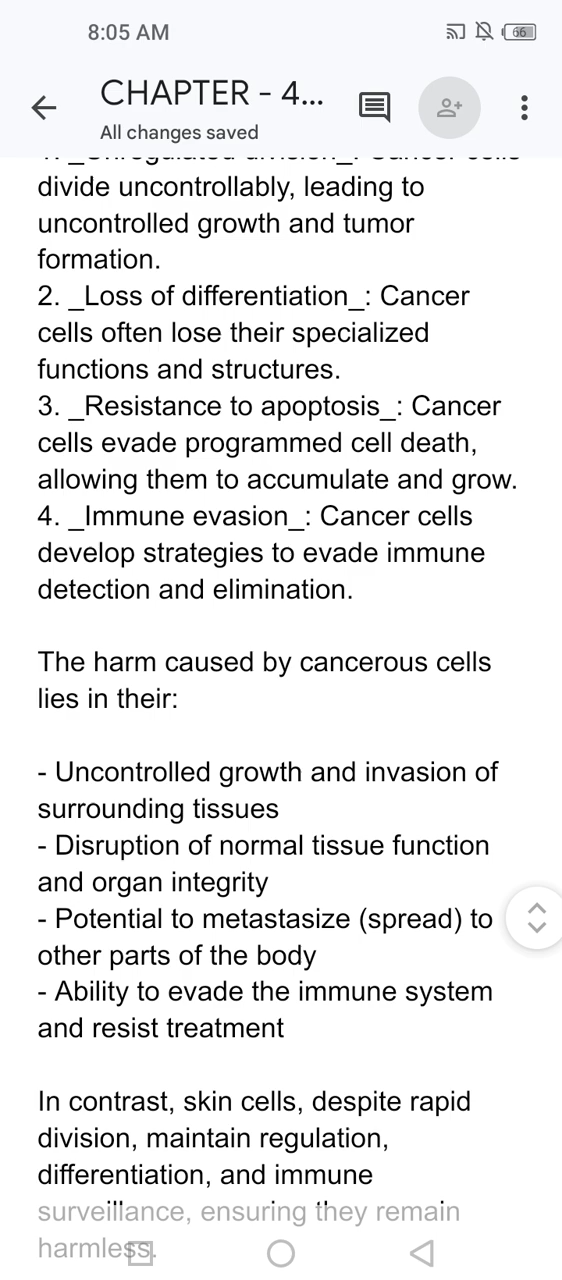 8:05 AM
66
CHAPTER - 4...
All changes saved
1. _Unregulated division_: Cancer cells
divide uncontrollably, leading to
uncontrolled growth and tumor
formation.
2. _Loss of differentiation_: Cancer
cells often lose their specialized
functions and structures.
3. _Resistance to apoptosis_: Cancer
cells evade programmed cell death,
allowing them to accumulate and grow.
4. _Immune evasion_: Cancer cells
develop strategies to evade immune
detection and elimination.
The harm caused by cancerous cells
lies in their:
- Uncontrolled growth and invasion of
surrounding tissues
- Disruption of normal tissue function
and organ integrity
- Potential to metastasize (spread) to
other parts of the body
- Ability to evade the immune system
and resist treatment
In contrast, skin cells, despite rapid
division, maintain regulation,
differentiation, and immune
surveillance, ensuring they remain
harmless.